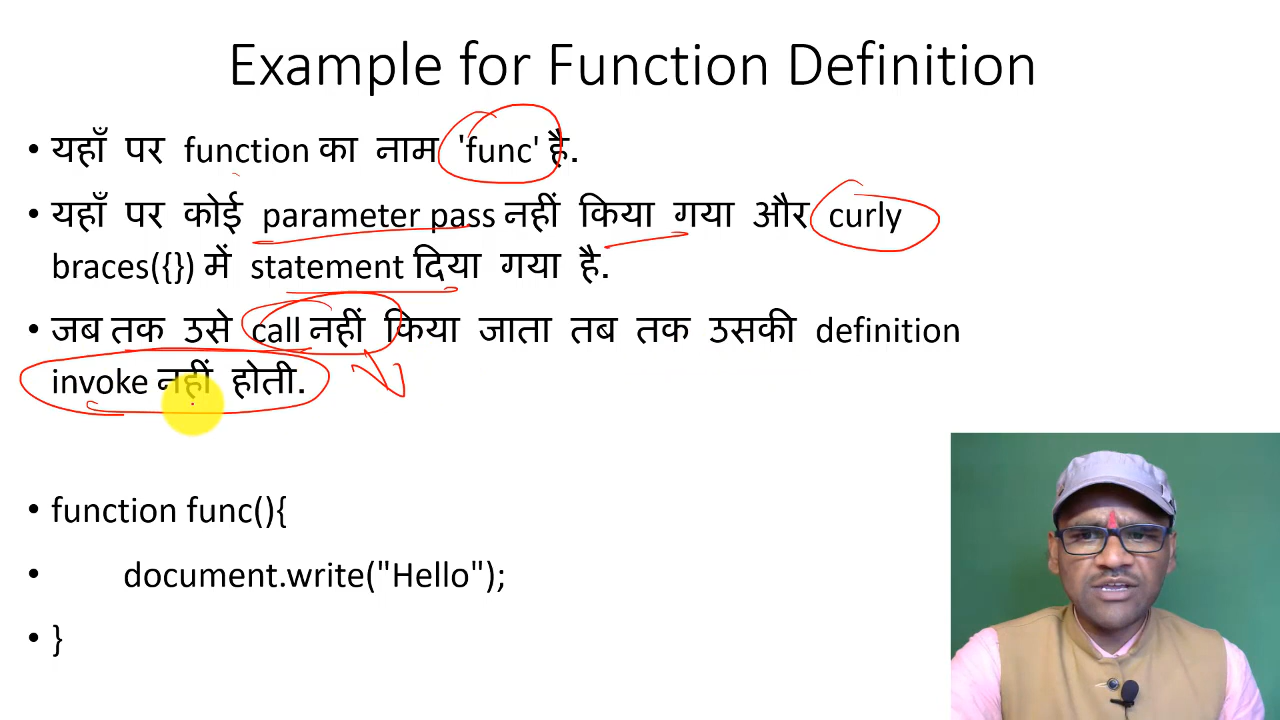 Example for Function Definition
• यहाँ पर function का नाम 'func' है.
• यहाँ पर कोई parameter pass नहीं किया गया और curly
braces({}) में statement दिया गया है.
• जब तक उसे call नहीं किया जाता तब तक उसकी definition
invoke नहीं होती.
• function func(){
• document.write("Hello");
• }